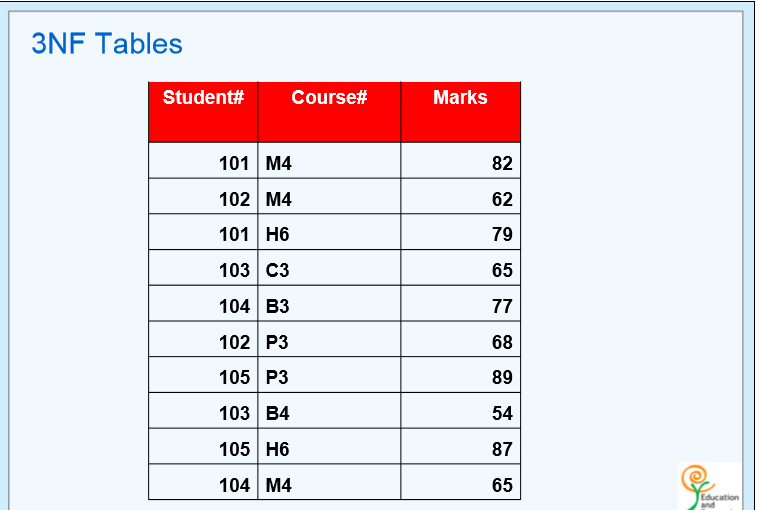 3NF Tables
Student# Course# Marks
101 M4 82
102 M4 62
101 H6 79
103 C3 65
104 B3 77
102 P3 68
105 P3 89
103 B4 54
105 H6 87
104 M4 65
Education
and